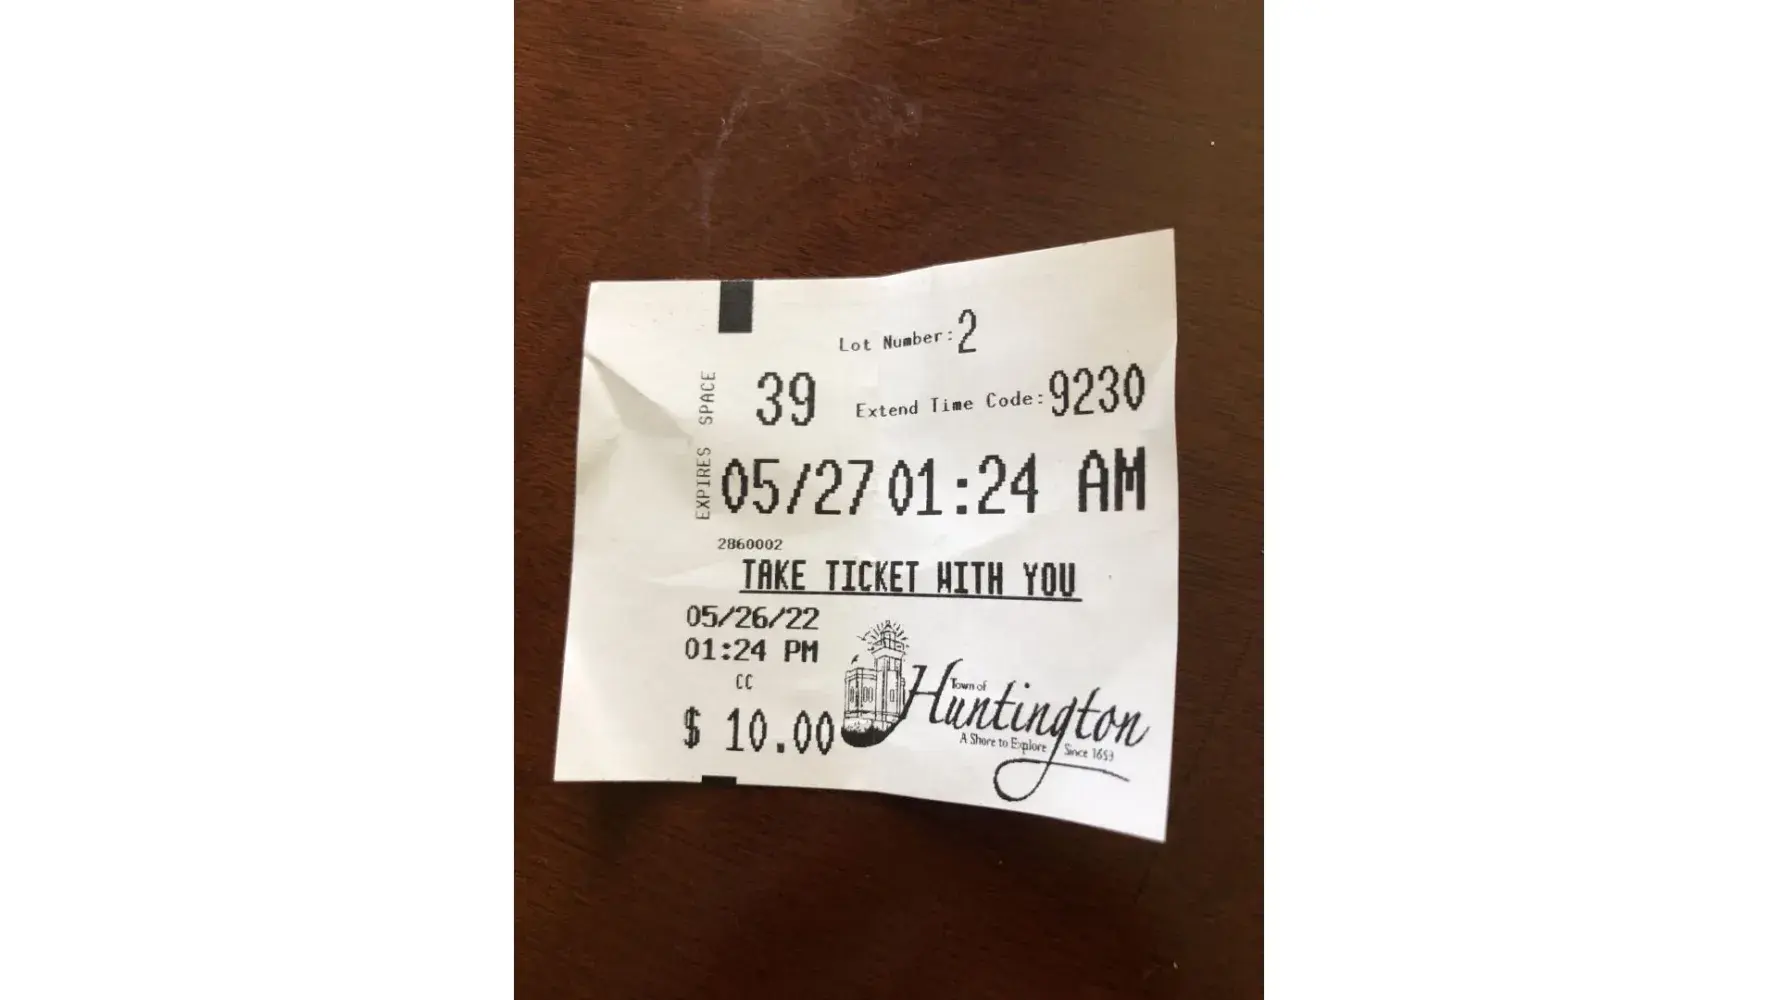 Lot Number:2
SPACE 39 Extend Time Code:9230
EXPIRES 05/27 01:24 AM
2860002
TAKE TICKET WITH YOU
05/26/22
01:24 PM
CC
$ 10.00
Town of
Huntington
A Shore to Explore Since 1653